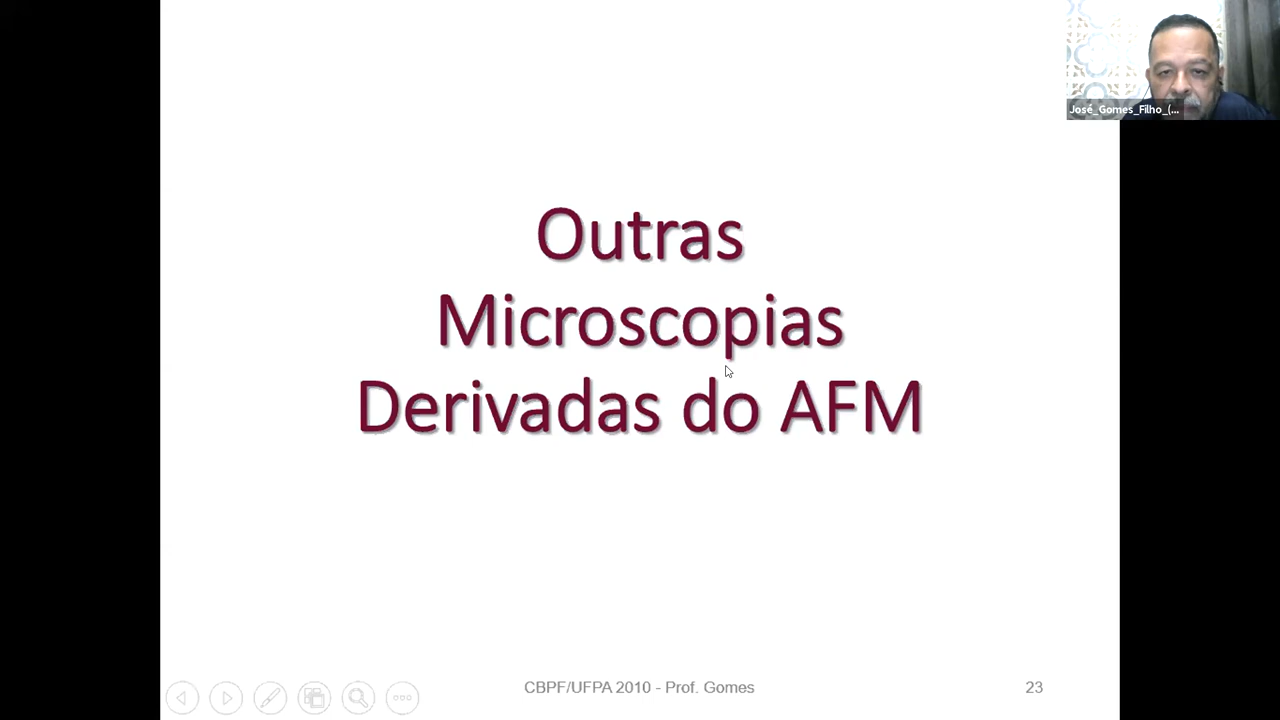 José_Gomes_Filho_(...
Outras
Microscopias
Derivadas do AFM
CBPF/UFPA 2010 - Prof. Gomes
23